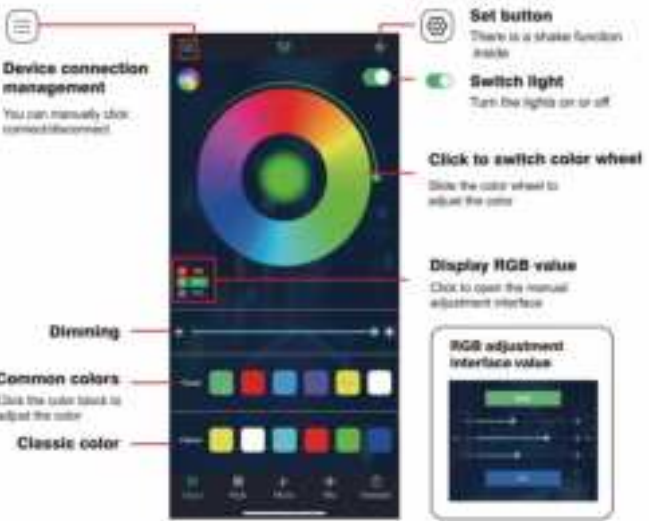 Set button
There is a shake function
inside
Device connection
management
You can manually click
connect/disconnect
Switch light
Turn the lights on or off
Click to switch color wheel
Slide the color wheel to
adjust the color
Display RGB value
Click to open the manual
adjustment interface
Dimming
RGB adjustment
interface value
Common colors
Click the color block to
adjust the color
Classic color